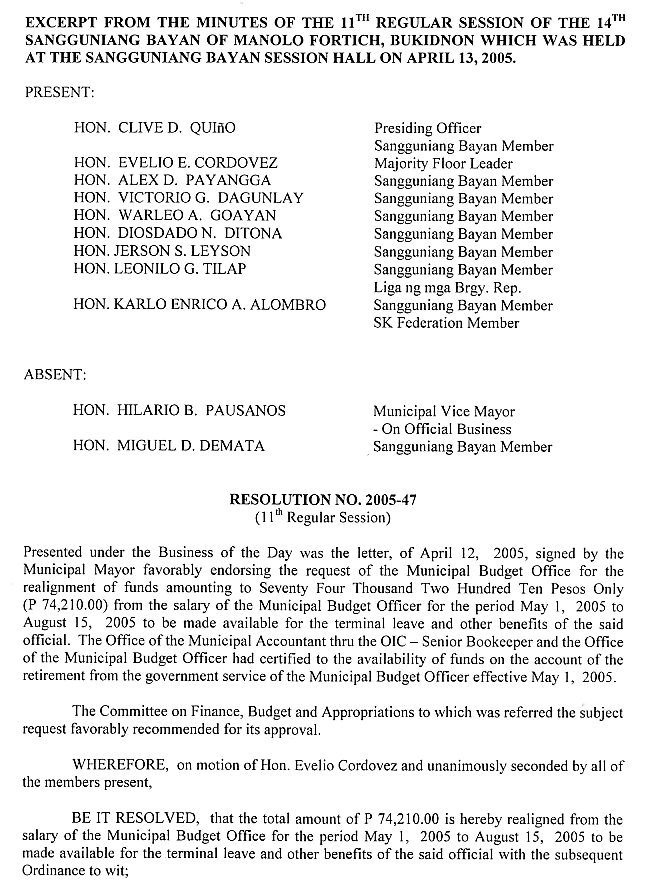 EXCERPT FROM THE MINUTES OF THE 11TH REGULAR SESSION OF THE 14TH
SANGGUNIANG BAYAN OF MANOLO FORTICH, BUKIDNON WHICH WAS HELD
AT THE SANGGUNIANG BAYAN SESSION HALL ON APRIL 13, 2005.
PRESENT:
HON. CLIVE D. QUIñO Presiding Officer
Sangguniang Bayan Member
HON. EVELIO E. CORDOVEZ Majority Floor Leader
HON. ALEX D. PAYANGGA Sangguniang Bayan Member
HON. VICTORIO G. DAGUNLAY Sangguniang Bayan Member
HON. WARLEO A. GOAYAN Sangguniang Bayan Member
HON. DIOSDADO N. DITONA Sangguniang Bayan Member
HON. JERSON S. LEYSON Sangguniang Bayan Member
HON. LEONILO G. TILAP Sangguniang Bayan Member
Liga ng mga Brgy. Rep.
HON. KARLO ENRICO A. ALOMBRO Sangguniang Bayan Member
SK Federation Member
ABSENT:
HON. HILARIO B. PAUSANOS Municipal Vice Mayor
- On Official Business
HON. MIGUEL D. DEMATA Sangguniang Bayan Member
RESOLUTION NO. 2005-47
(11th Regular Session)
Presented under the Business of the Day was the letter, of April 12, 2005, signed by the
Municipal Mayor favorably endorsing the request of the Municipal Budget Office for the
realignment of funds amounting to Seventy Four Thousand Two Hundred Ten Pesos Only
(P 74,210.00) from the salary of the Municipal Budget Officer for the period May 1, 2005 to
August 15, 2005 to be made available for the terminal leave and other benefits of the said
official. The Office of the Municipal Accountant thru the OIC – Senior Bookeeper and the Office
of the Municipal Budget Officer had certified to the availability of funds on the account of the
retirement from the government service of the Municipal Budget Officer effective May 1, 2005.
The Committee on Finance, Budget and Appropriations to which was referred the subject
request favorably recommended for its approval.
WHEREFORE, on motion of Hon. Evelio Cordovez and unanimously seconded by all of
the members present,
BE IT RESOLVED, that the total amount of P 74,210.00 is hereby realigned from the
salary of the Municipal Budget Office for the period May 1, 2005 to August 15, 2005 to be
made available for the terminal leave and other benefits of the said official with the subsequent
Ordinance to wit;